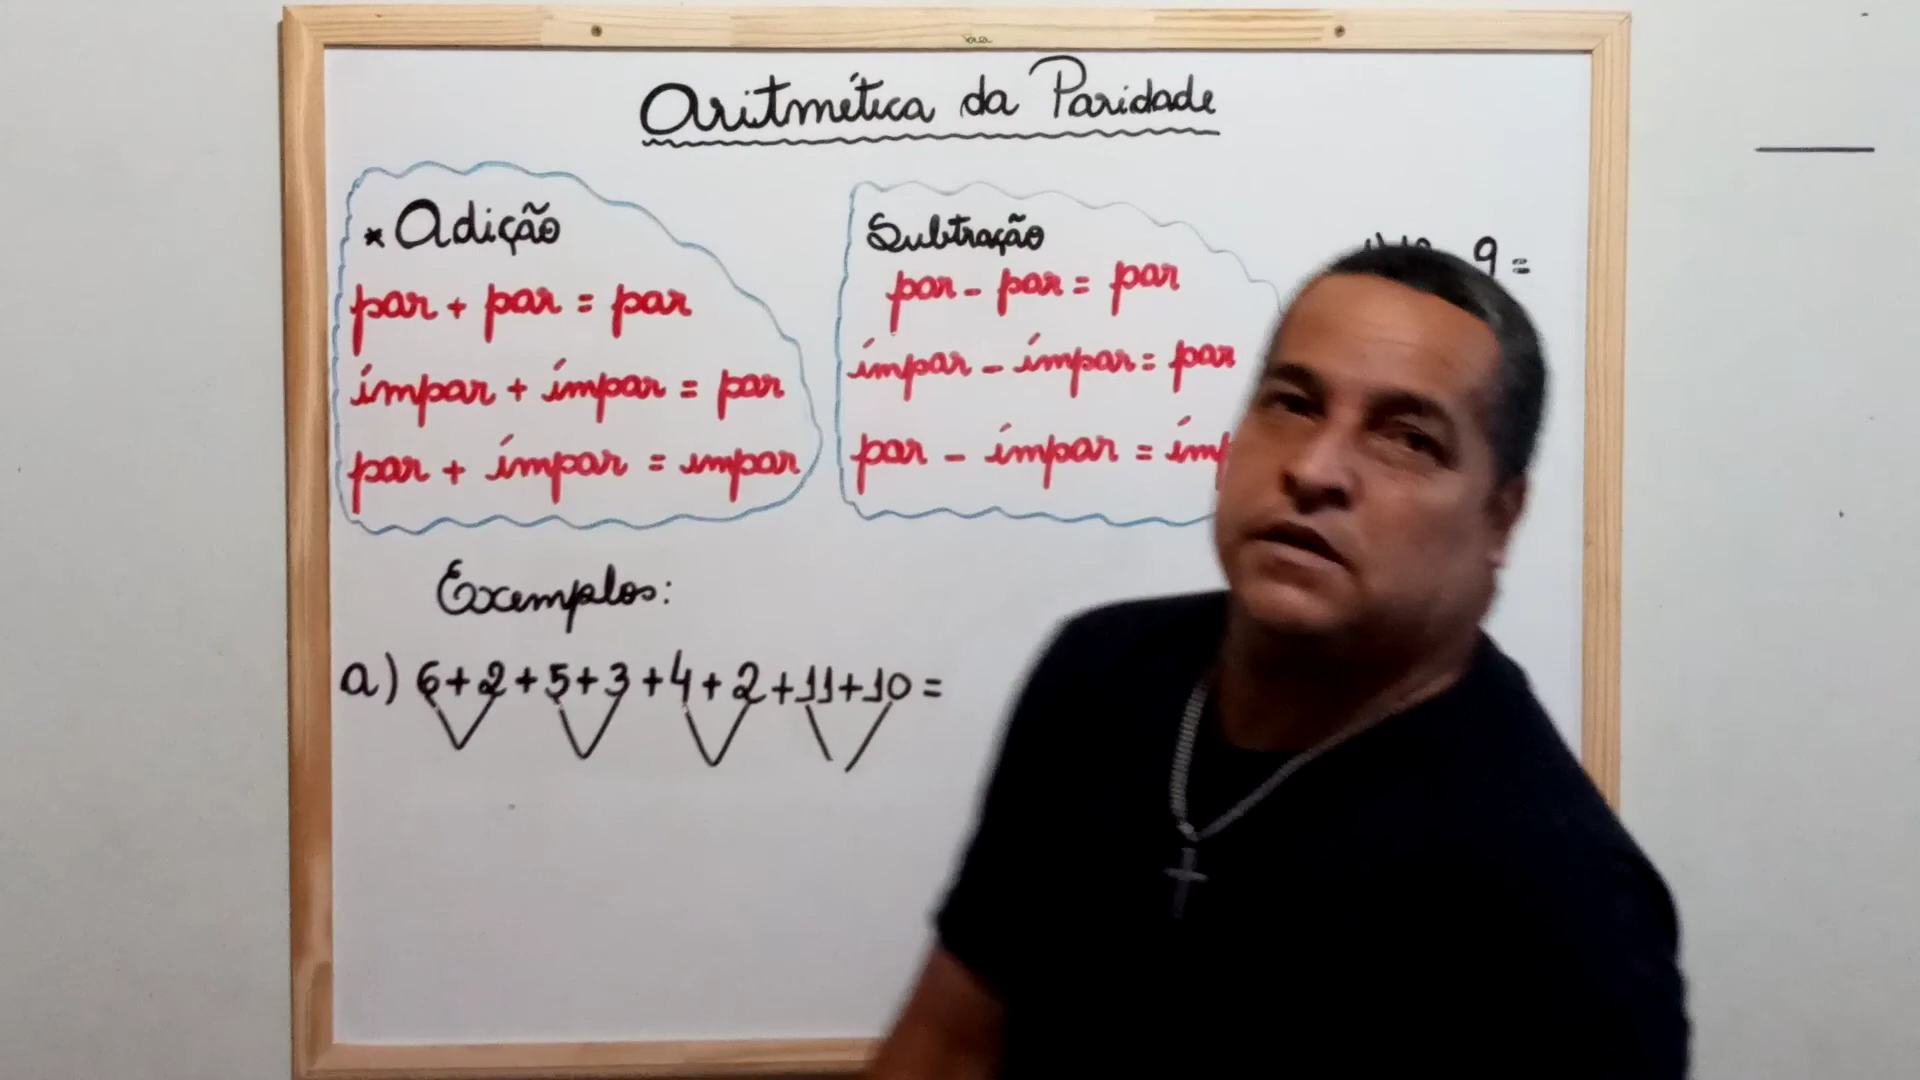 Aritmética da Paridade
* Adição
par + par = par
ímpar + ímpar = par
par + ímpar = ímpar
Subtração
par - par = par
ímpar - ímpar = par
par - ímpar = ím
9 =
Exemplos:
a) 6+2+5+3+4+2+11+10=